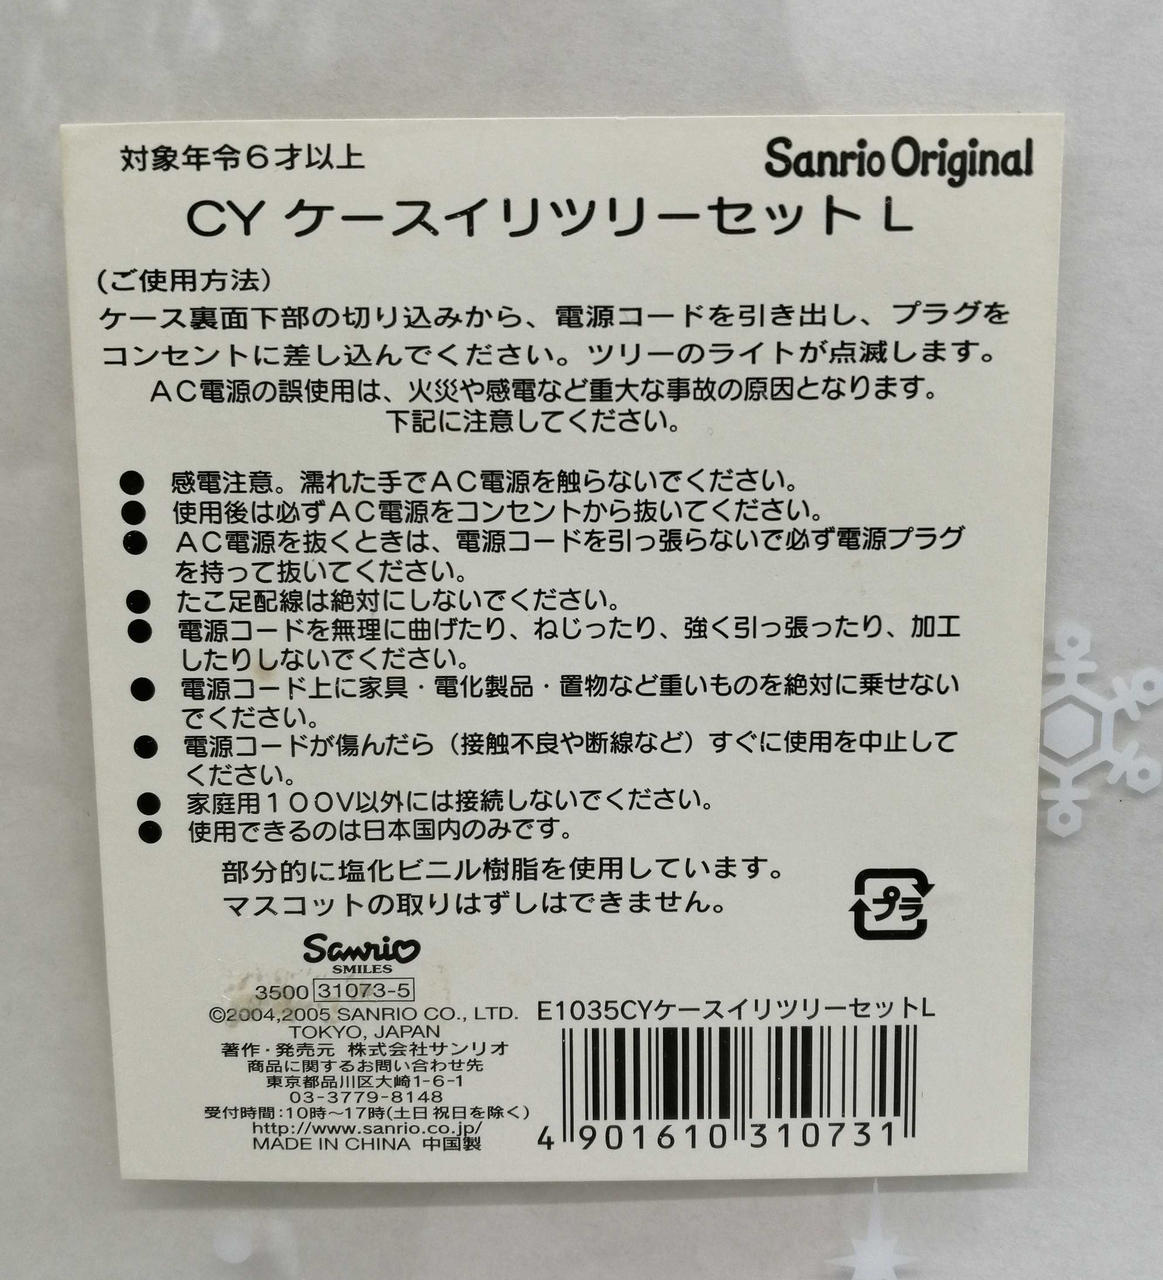 対象年令6才以上
Sanrio Original
CY ケースイリツリーセット L
(ご使用方法)
ケース裏面下部の切り込みから、電源コードを引き出し、プラグを
コンセントに差し込んでください。ツリーのライトが点滅します。
AC電源の誤使用は、火災や感電など重大な事故の原因となります。
下記に注意してください。
● 感電注意。濡れた手でAC電源を触らないでください。
● 使用後は必ずAC電源をコンセントから抜いてください。
● AC電源を抜くときは、電源コードを引っ張らないで必ず電源プラグ
を持って抜いてください。
● たこ足配線は絶対にしないでください。
● 電源コードを無理に曲げたり、ねじったり、強く引っ張ったり、加工
したりしないでください。
● 電源コード上に家具・電化製品・置物など重いものを絶対に乗せない
でください。
● 電源コードが傷んだら（接触不良や断線など）すぐに使用を中止して
ください。
● 家庭用100V以外には接続しないでください。
● 使用できるのは日本国内のみです。
部分的に塩化ビニル樹脂を使用しています。
マスコットの取りはずしはできません。
プラ
Sanrio
SMILES
3500 31073-5
©2004,2005 SANRIO CO., LTD.
TOKYO, JAPAN
著作・発売元 株式会社サンリオ
商品に関するお問い合わせ先
東京都品川区大崎1-6-1
03-3779-8148
受付時間:10時～17時(土日祝日を除く)
http://www.sanrio.co.jp/
MADE IN CHINA 中国製
E1035CYケースイリツリーセットL
4 901610 310731